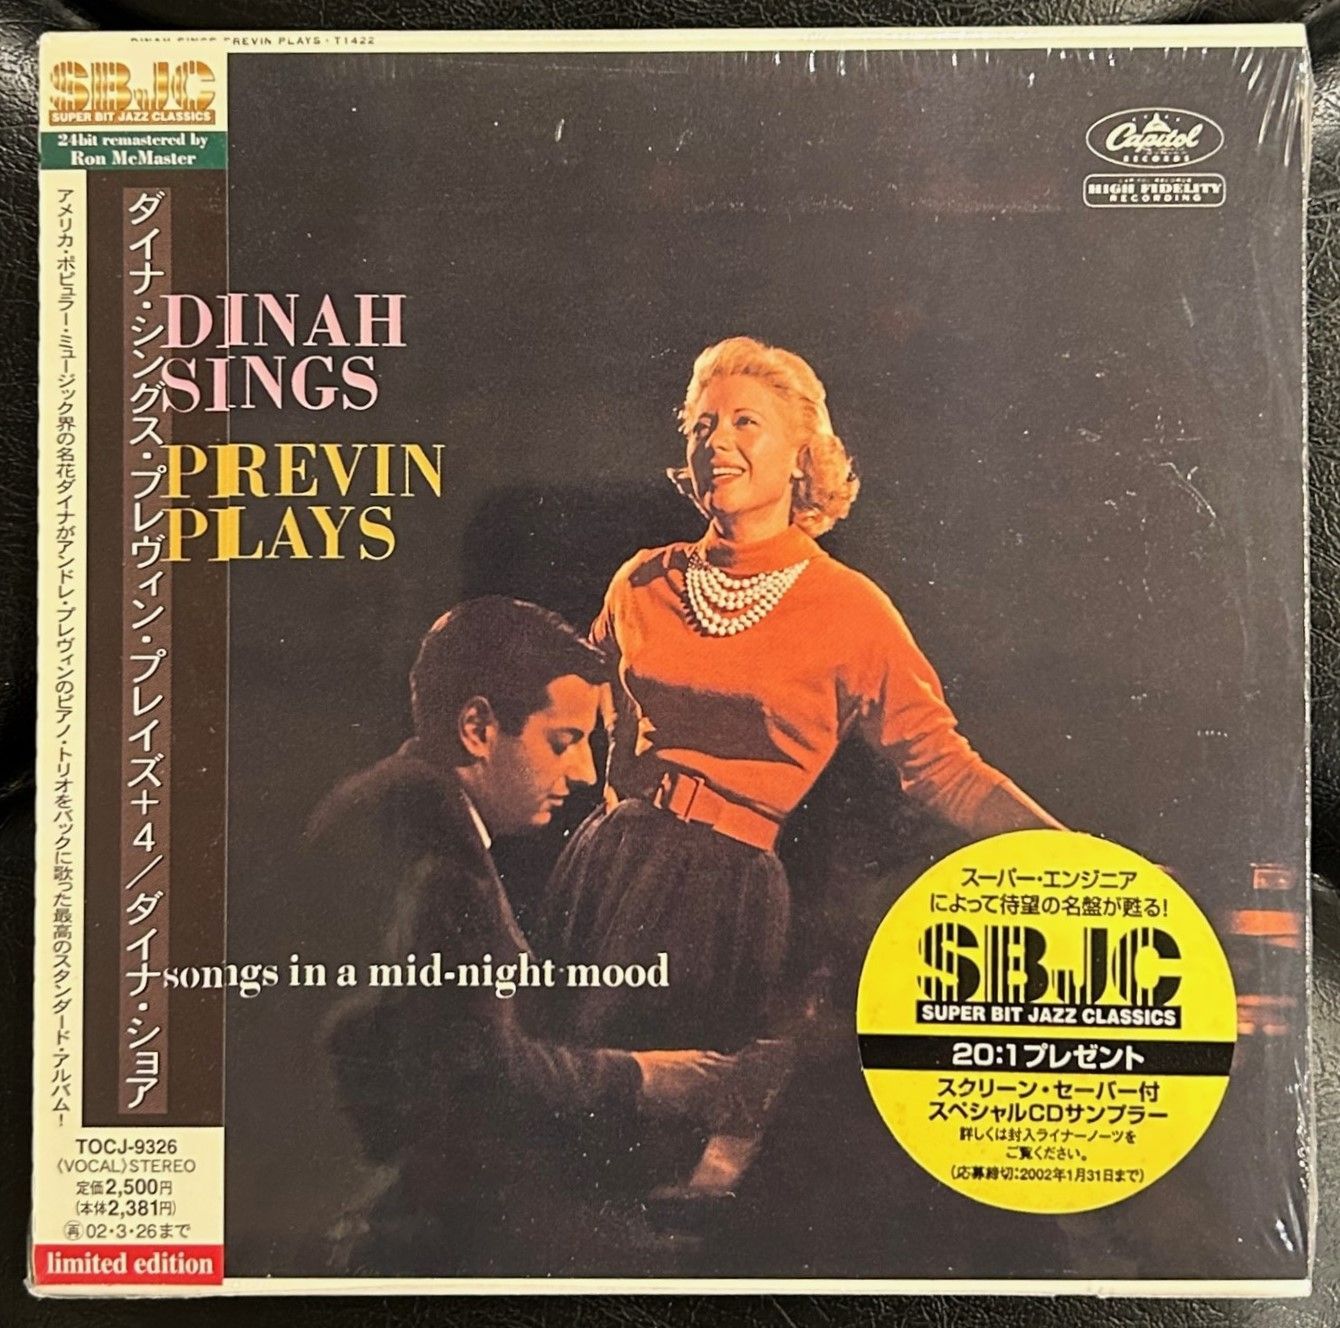 DINAH SINGS PREVIN PLAYS · T1422
SBJC
SUPER BIT JAZZ CLASSICS
24bit remastered by
Ron McMaster
ダイナ・シングス・プレヴィン・プレイズ+4／ダイナ・ショア
アメリカ・ポピュラー・ミュージック界の名花ダイナがアンドレ・プレヴィンのピアノ・トリオをバックに歌った最高のスタンダード・アルバム!
TOCJ-9326
〈VOCAL〉STEREO
定価2,500円
(本体2,381円)
再02・3・26まで
limited edition
Capitol
RECORDS
HIGH FIDELITY
RECORDING
DINAH
SINGS
PREVIN
PLAYS
songs in a mid-night mood
スーパー・エンジニア
によって待望の名盤が甦る!
SBJC
SUPER BIT JAZZ CLASSICS
20:1プレゼント
スクリーン・セーバー付
スペシャルCDサンプラー
詳しくは封入ライナーノーツを
ご覧ください。
(応募締切:2002年1月31日まで)